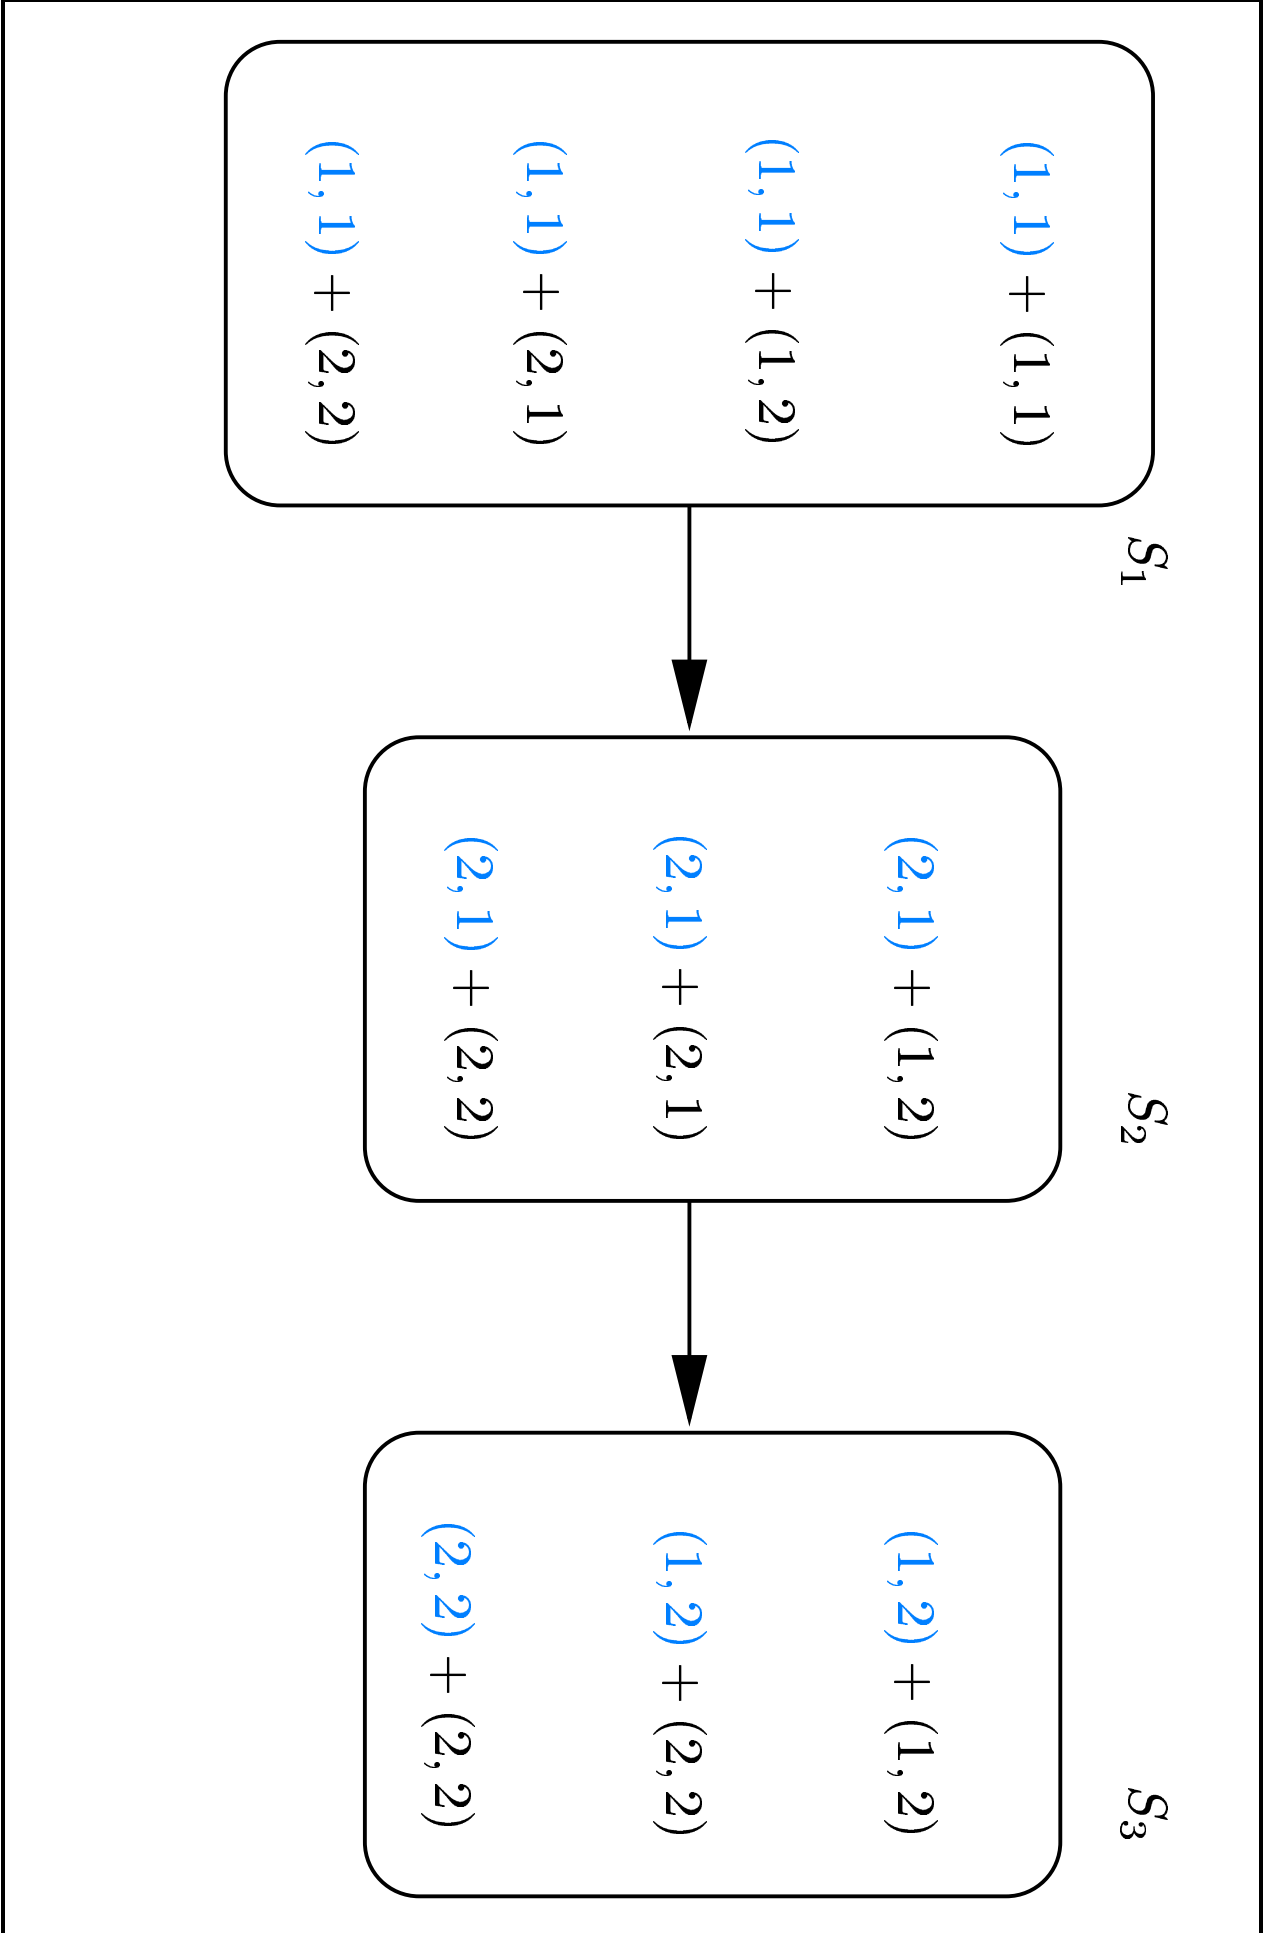 S₁
(1, 1) + (1, 1)
(1, 1) + (1, 2)
(1, 1) + (2, 1)
(1, 1) + (2, 2)
S₂
(2, 1) + (1, 2)
(2, 1) + (2, 1)
(2, 1) + (2, 2)
S₃
(1, 2) + (1, 2)
(1, 2) + (2, 2)
(2, 2) + (2, 2)